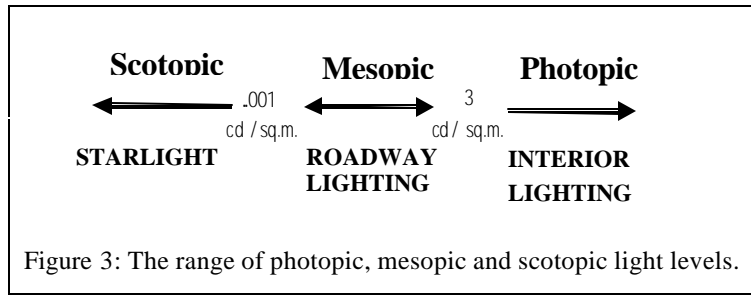 Scotopic Mesopic Photopic
.001 3
cd / sq.m. cd / sq.m.
STARLIGHT ROADWAY INTERIOR
LIGHTING LIGHTING
Figure 3: The range of photopic, mesopic and scotopic light levels.